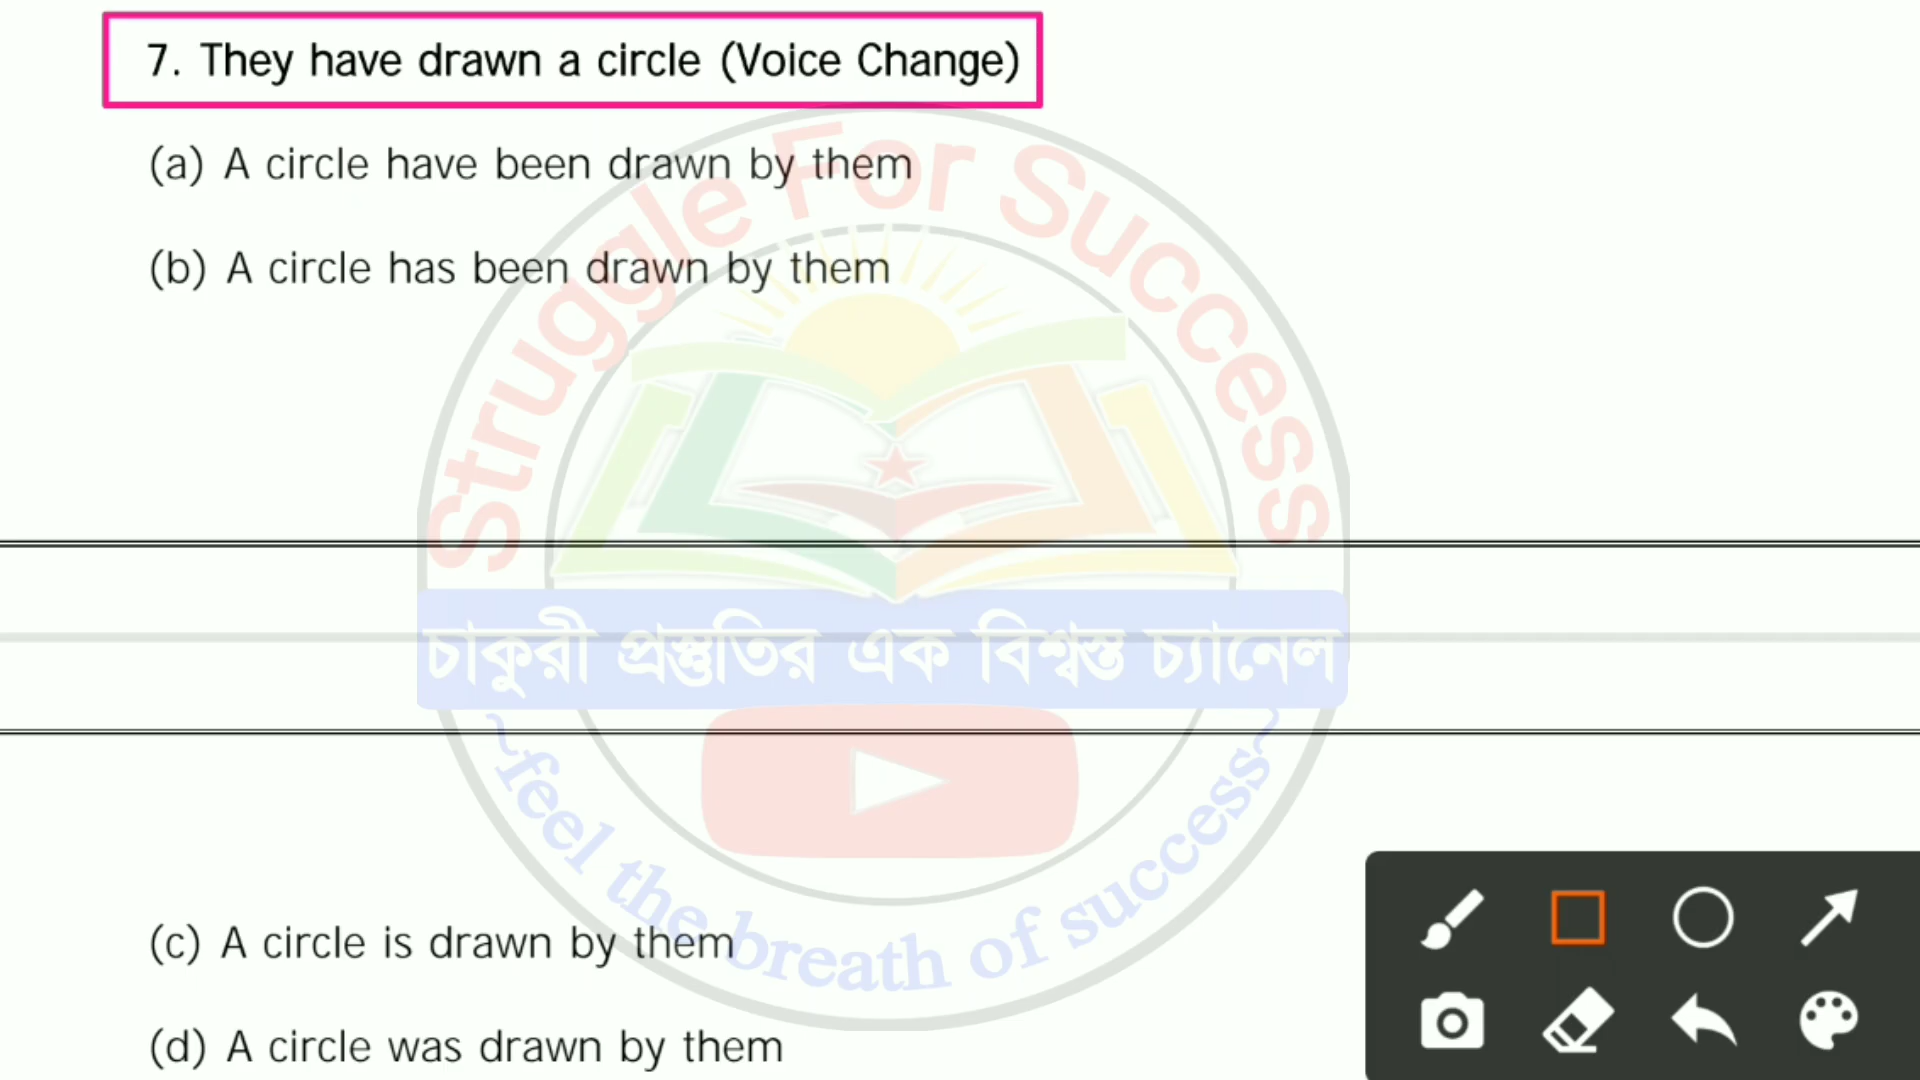 7. They have drawn a circle (Voice Change)
(a) A circle have been drawn by them
(b) A circle has been drawn by them
Struggle For Success
চাকুরী প্রস্তুতির এক বিশ্বস্ত চ্যানেল
~feel the breath of success~
(c) A circle is drawn by them
(d) A circle was drawn by them